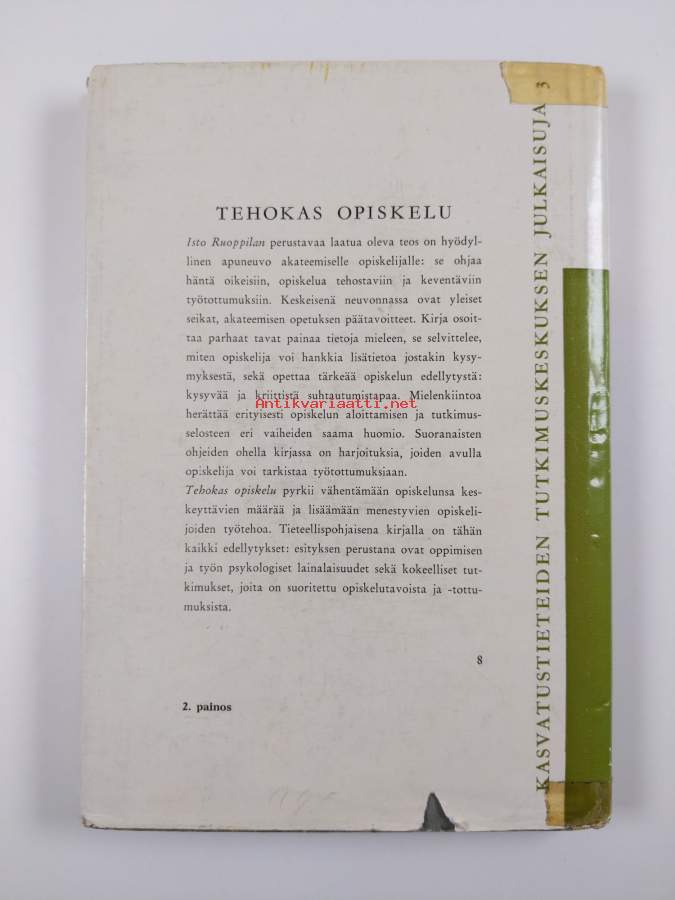 TEHOKAS OPISKELU
Isto Ruoppilan perustavaa laatua oleva teos on hyödyl-
linen apuneuvo akateemiselle opiskelijalle: se ohjaa
häntä oikeisiin, opiskelua tehostaviin ja keventäviin
työtottumuksiin. Keskeisenä neuvonnassa ovat yleiset
seikat, akateemisen opetuksen päätavoitteet. Kirja osoit-
taa parhaat tavat painaa tietoja mieleen, se selvittelee,
miten opiskelija voi hankkia lisätietoa jostakin kysy-
myksestä, sekä opettaa tärkeää opiskelun edellytystä:
kysyvää ja kriittistä suhtautumistapaa. Mielenkiintoa
Antikvariaatti.net
herättää erityisesti opiskelun aloittamisen ja tutkimus-
selosteen eri vaiheiden saama huomio. Suoranaisten
ohjeiden ohella kirjassa on harjoituksia, joiden avulla
opiskelija voi tarkistaa työtottumuksiaan.
Tehokas opiskelu pyrkii vähentämään opiskelunsa kes-
keyttävien määrää ja lisäämään menestyvien opiskeli-
joiden työtehoa. Tieteellispohjaisena kirjalla on tähän
kaikki edellytykset: esityksen perustana ovat oppimisen
ja työn psykologiset lainalaisuudet sekä kokeelliset tut-
kimukset, joita on suoritettu opiskelutavoista ja -tottu-
muksista.
8
2. painos
KASVATUSTIETEIDEN TUTKIMUSKESKUKSEN JULKAISUJA 3